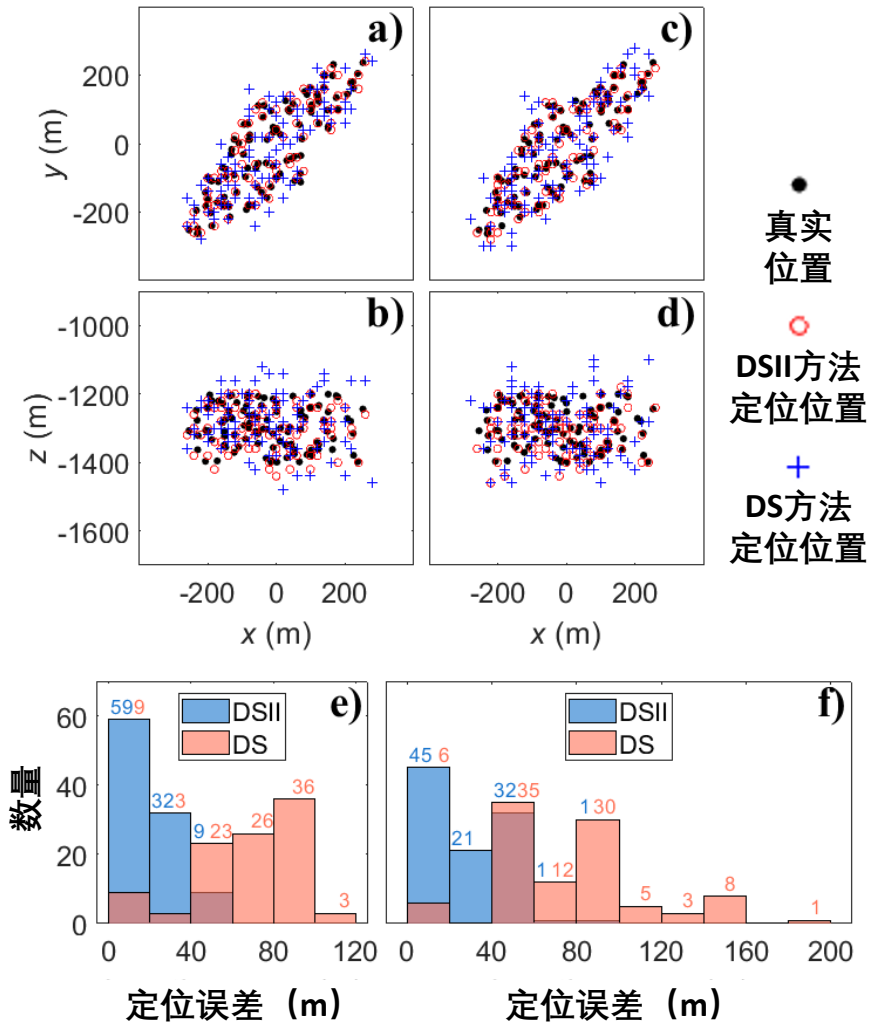 a)
c)
200
0
-200
y (m)
真实
位置
b)
d)
-1000
-1200
-1400
-1600
z (m)
DSII方法
定位位置
DS方法
定位位置
-200 0 200
-200 0 200
x (m)
x (m)
e)
f)
DSII
DS
DSII
DS
60
40
20
0
数量
59 9
32 3
9 23
26
36
3
45 6
21
32 35
1 12
1 30
5
3
8
1
0 40 80 120
0 40 80 120 160 200
定位误差 (m)
定位误差 (m)